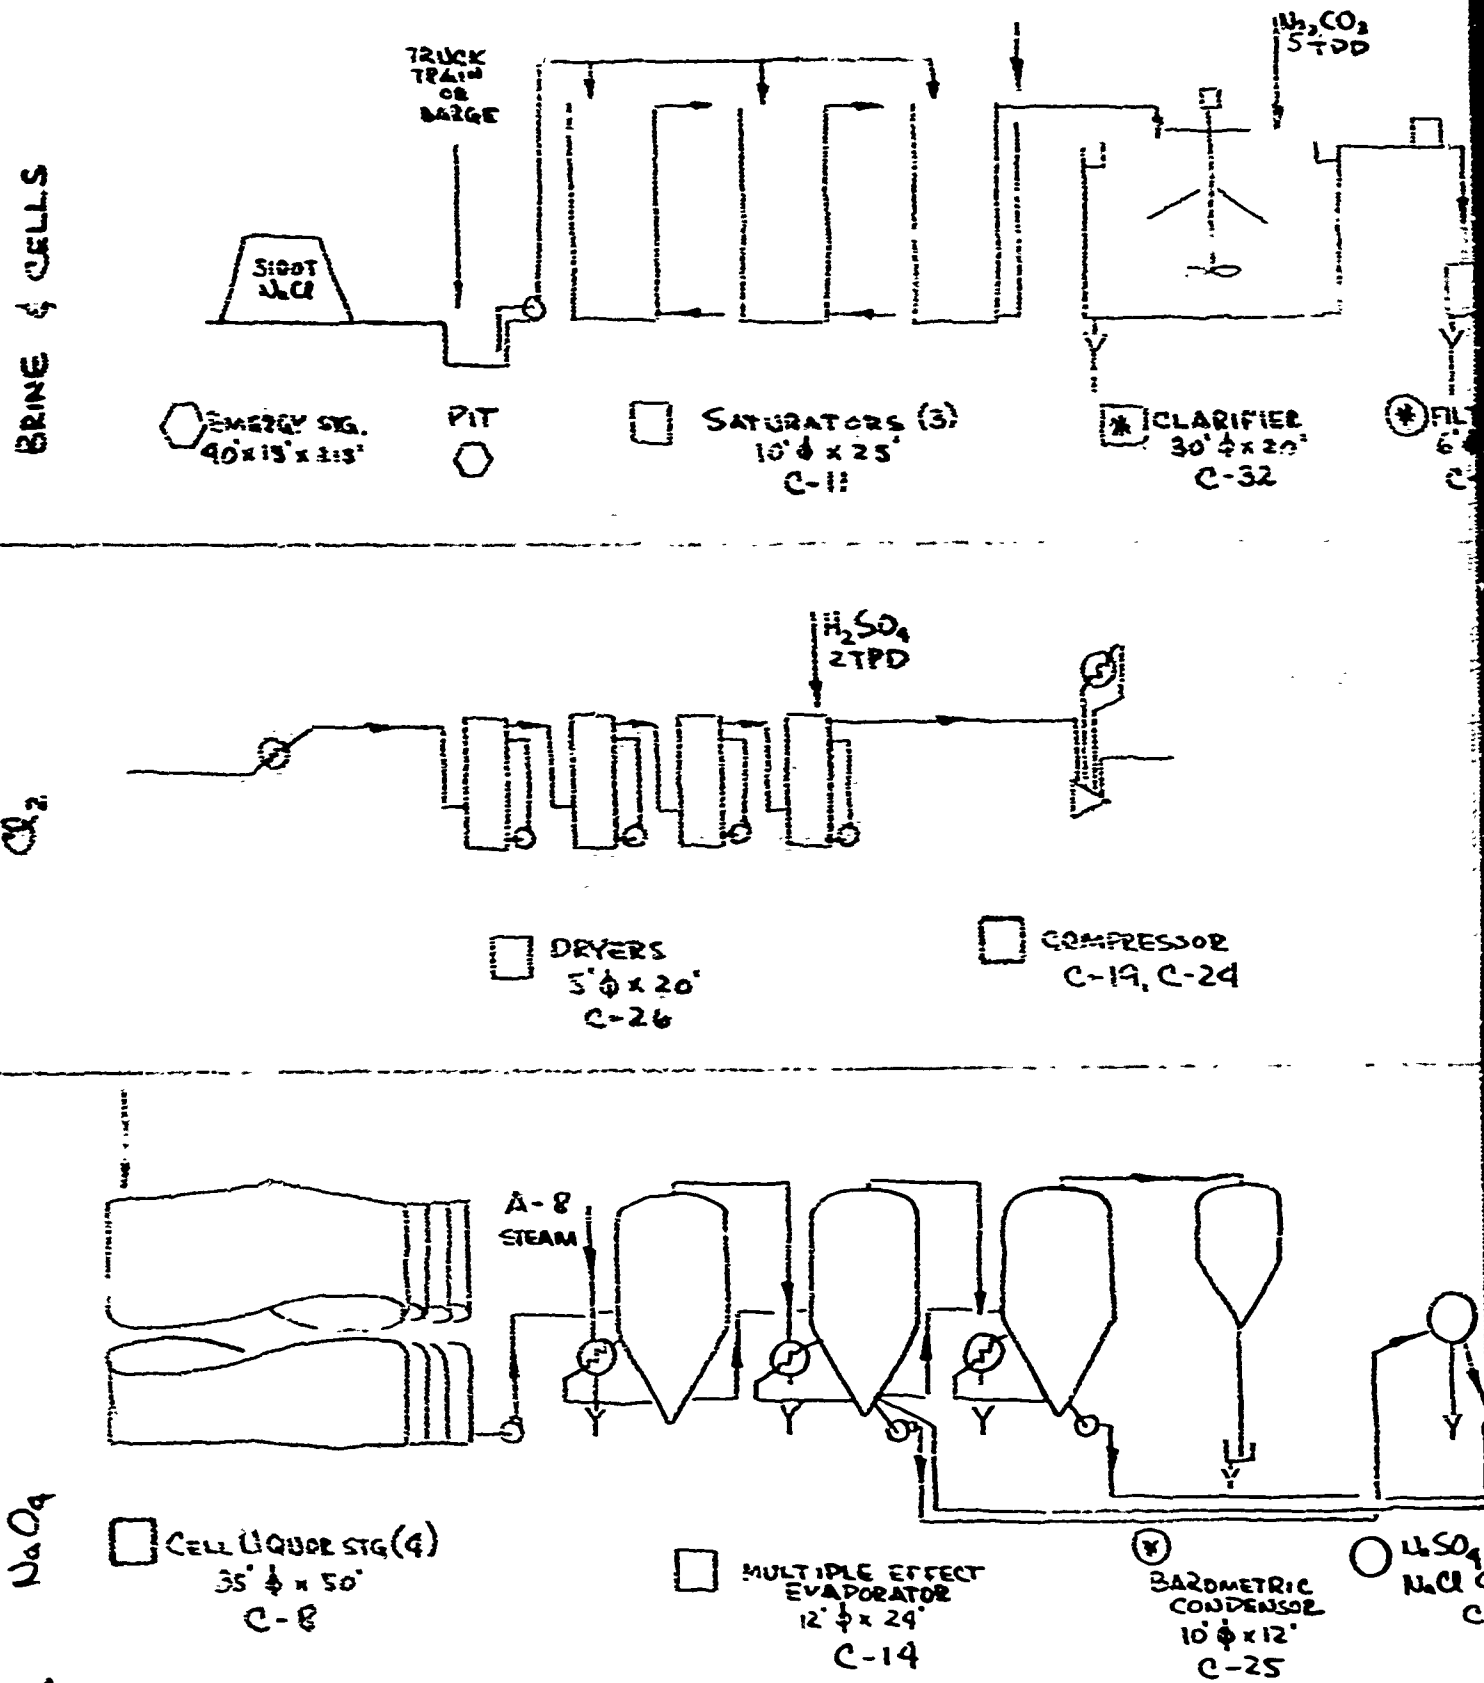 BRINE & CELLS
TRUCK
TRAIN
OR
BARGE
5100T
NaCl
Na2CO3
5 TPD
EMERGY STG.
PIT
SATURATORS (3)
10' ϕ x 25'
C-11
CLARIFIER
30' ϕ x 20'
C-32
Cl2
H2SO4
2TPD
DRYERS
5' ϕ x 20'
C-26
COMPRESSOR
C-19, C-24
A-8
STEAM
CELL LIQUOR STG (4)
35' ϕ x 50'
C-8
MULTIPLE EFFECT
EVAPORATOR
12' ϕ x 24'
C-14
BAROMETRIC
CONDENSOR
10' ϕ x 12'
C-25
NaCl